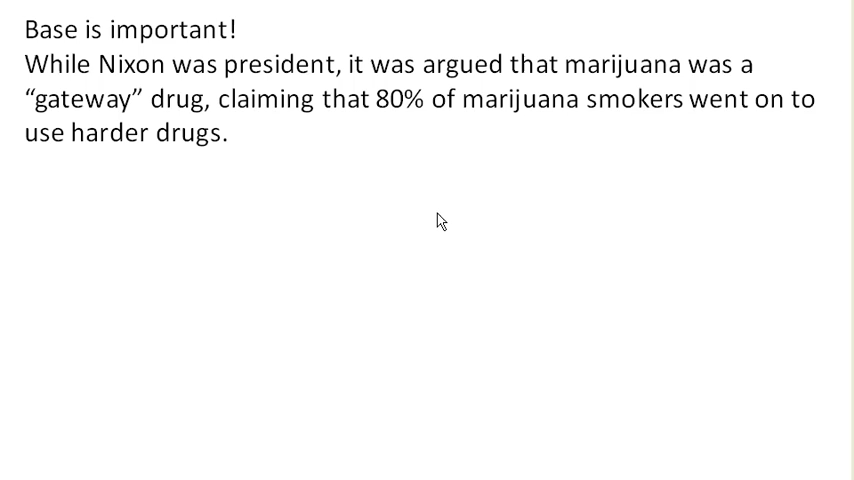 Base is important!
While Nixon was president, it was argued that marijuana was a
“gateway” drug, claiming that 80% of marijuana smokers went on to
use harder drugs.